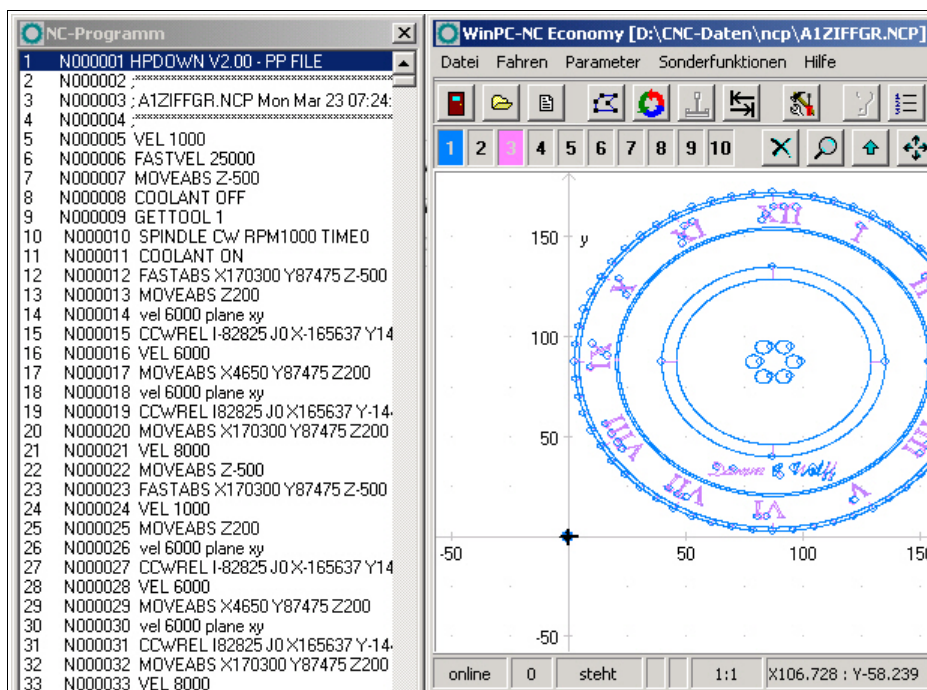 NC-Programm
1 N000001 HPDOWN V2.00 - PP FILE
2 N000002 ;**********************************
3 N000003 ; A1ZIFFGR.NCP Mon Mar 23 07:24:
4 N000004 ;**********
5 N000005 VEL 1000
6 N000006 FASTVEL 25000
7 N000007 MOVEABS Z-500
8 N000008 COOLANT OFF
9 N000009 GETTOOL 1
10 N000010 SPINDLE CW RPM1000 TIME0
11 N000011 COOLANT ON
12 N000012 FASTABS X170300 Y87475 Z-500
13 N000013 MOVEABS Z200
14 N000014 vel 6000 plane xy
15 N000015 CCWREL I-82825 J0 X-165637 Y14
16 N000016 VEL 6000
17 N000017 MOVEABS X4650 Y87475 Z200
18 N000018 vel 6000 plane xy
19 N000019 CCWREL I82825 J0 X165637 Y-14
20 N000020 MOVEABS X170300 Y87475 Z200
21 N000021 VEL 8000
22 N000022 MOVEABS Z-500
23 N000023 FASTABS X170300 Y87475 Z-500
24 N000024 VEL 1000
25 N000025 MOVEABS Z200
26 N000026 vel 6000 plane xy
27 N000027 CCWREL I-82825 J0 X-165637 Y14
28 N000028 VEL 6000
29 N000029 MOVEABS X4650 Y87475 Z200
30 N000030 vel 6000 plane xy
31 N000031 CCWREL I82825 J0 X165637 Y-14
32 N000032 MOVEABS X170300 Y87475 Z200
33 N000033 VEL 8000
WinPC-NC Economy [D:\CNC-Daten\ncp\A1ZIFFGR.NCP]
Datei Fahren Parameter Sonderfunktionen Hilfe
1 2 3 4 5 6 7 8 9 10
150
y
100
50
-50 50 100 150
-50
XII
I
II
IIII
V
VI
VII
VIII
IX
X
XI
& Wolff
online 0 steht 1:1 X106.728 : Y-58.239